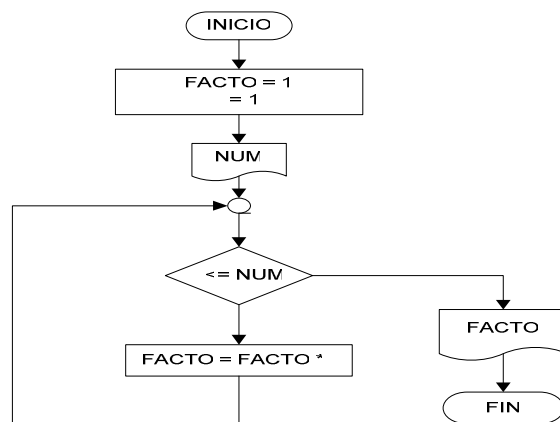 INICIO
FACTO = 1
= 1
NUM
<= NUM
FACTO
FACTO = FACTO *
FIN